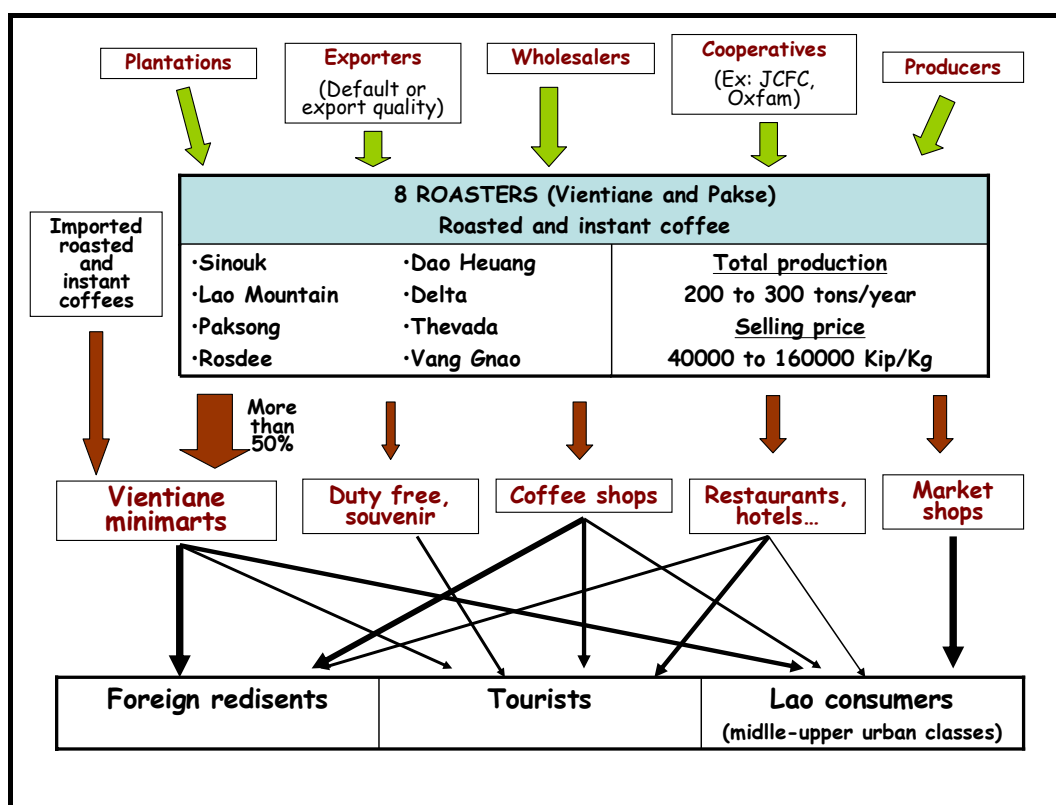 Plantations
Exporters
(Default or
export quality)
Wholesalers
Cooperatives
(Ex: JCFC,
Oxfam)
Producers
8 ROASTERS (Vientiane and Pakse)
Roasted and instant coffee
Imported
roasted
and
instant
coffees
·Sinouk
·Lao Mountain
·Paksong
·Rosdee
·Dao Heuang
·Delta
·Thevada
·Vang Gnao
Total production
200 to 300 tons/year
Selling price
40000 to 160000 Kip/Kg
More
than
50%
Vientiane
minimarts
Duty free,
souvenir
Coffee shops
Restaurants,
hotels…
Market
shops
Foreign redisents
Tourists
Lao consumers
(midlle-upper urban classes)